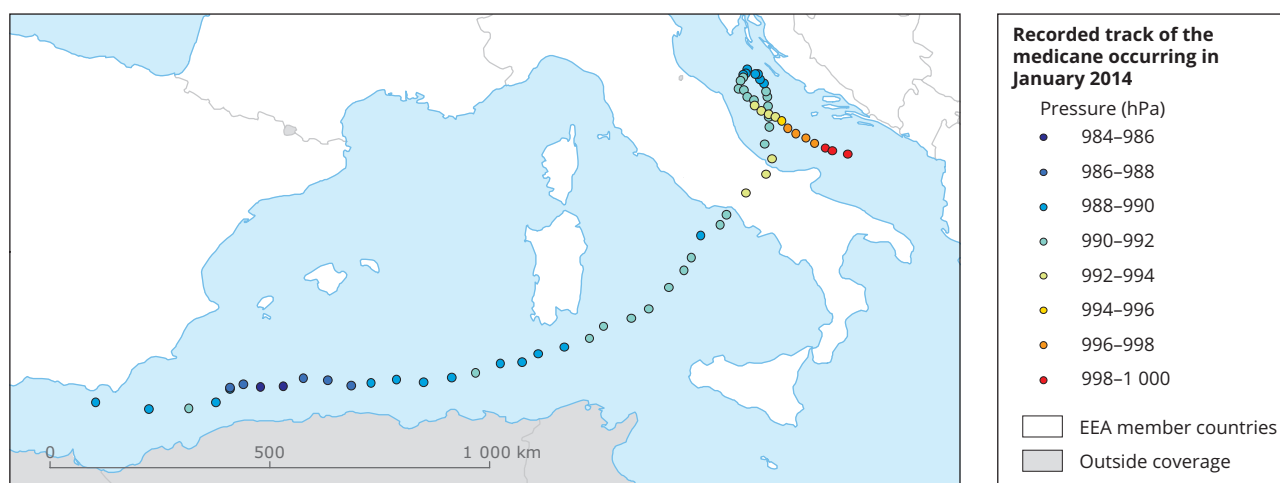 Recorded track of the
medicane occurring in
January 2014
Pressure (hPa)
984–986
986–988
988–990
990–992
992–994
994–996
996–998
998–1 000
EEA member countries
Outside coverage
0 500 1 000 km